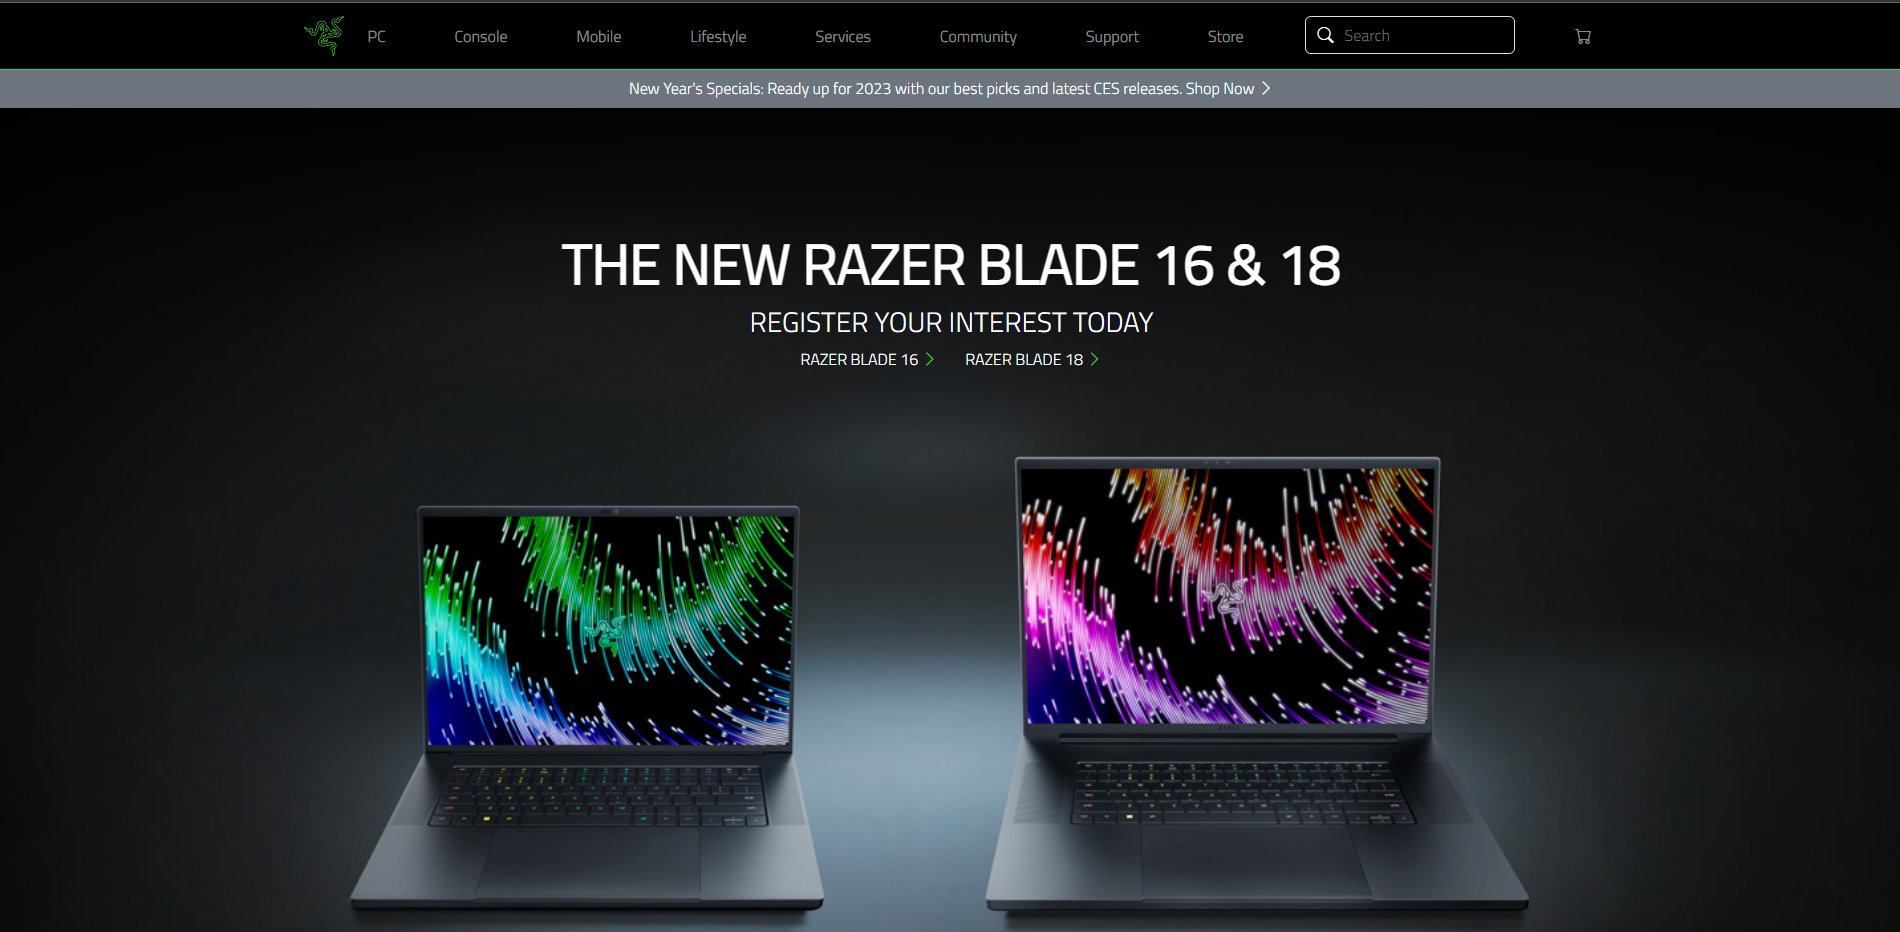 PC
Console
Mobile
Lifestyle
Services
Community
Support
Store
Search
New Year's Specials: Ready up for 2023 with our best picks and latest CES releases. Shop Now
THE NEW RAZER BLADE 16 & 18
REGISTER YOUR INTEREST TODAY
RAZER BLADE 16
RAZER BLADE 18